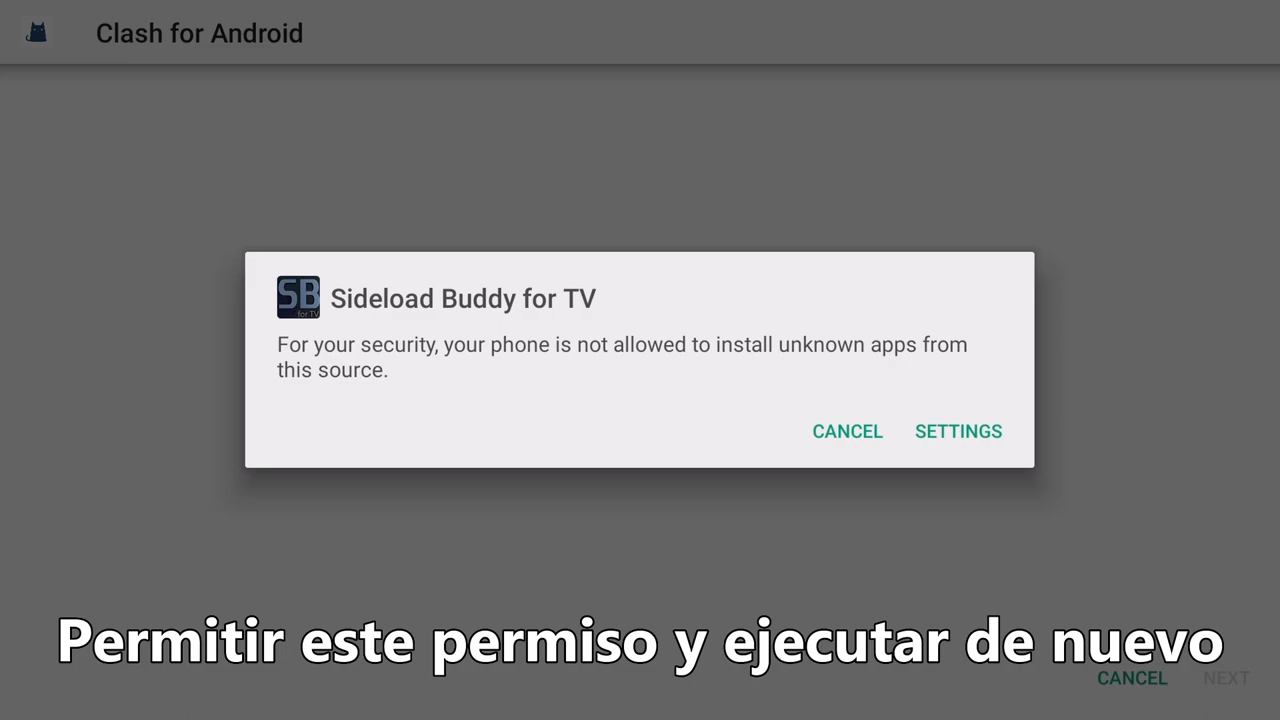 Clash for Android
SB
for TV
Sideload Buddy for TV
For your security, your phone is not allowed to install unknown apps from
this source.
CANCEL SETTINGS
Permitir este permiso y ejecutar de nuevo
CANCEL NEXT